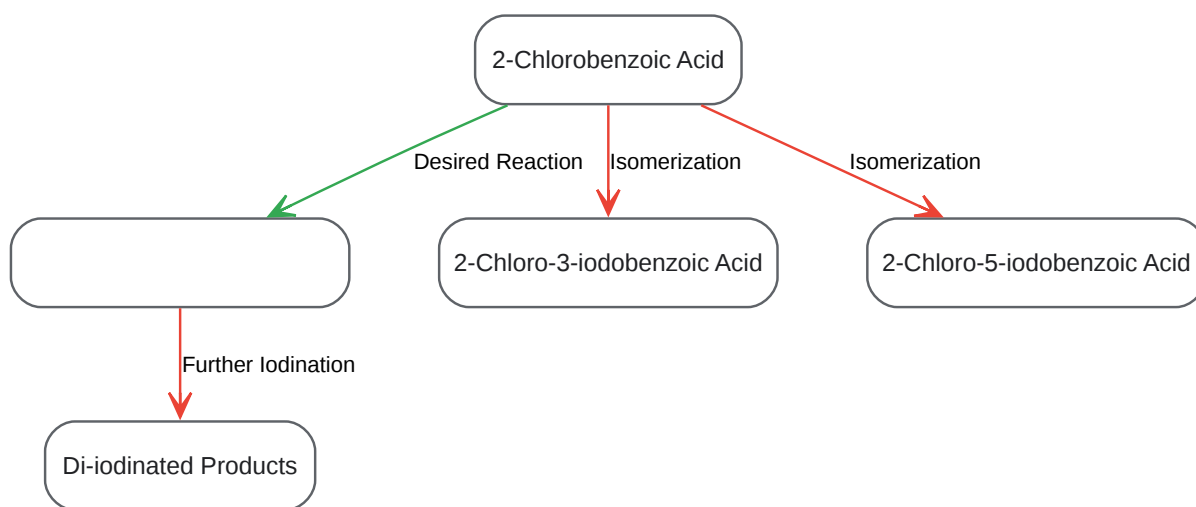 2-Chlorobenzoic Acid
Desired Reaction
Isomerization
Isomerization
2-Chloro-3-iodobenzoic Acid
2-Chloro-5-iodobenzoic Acid
Further Iodination
Di-iodinated Products